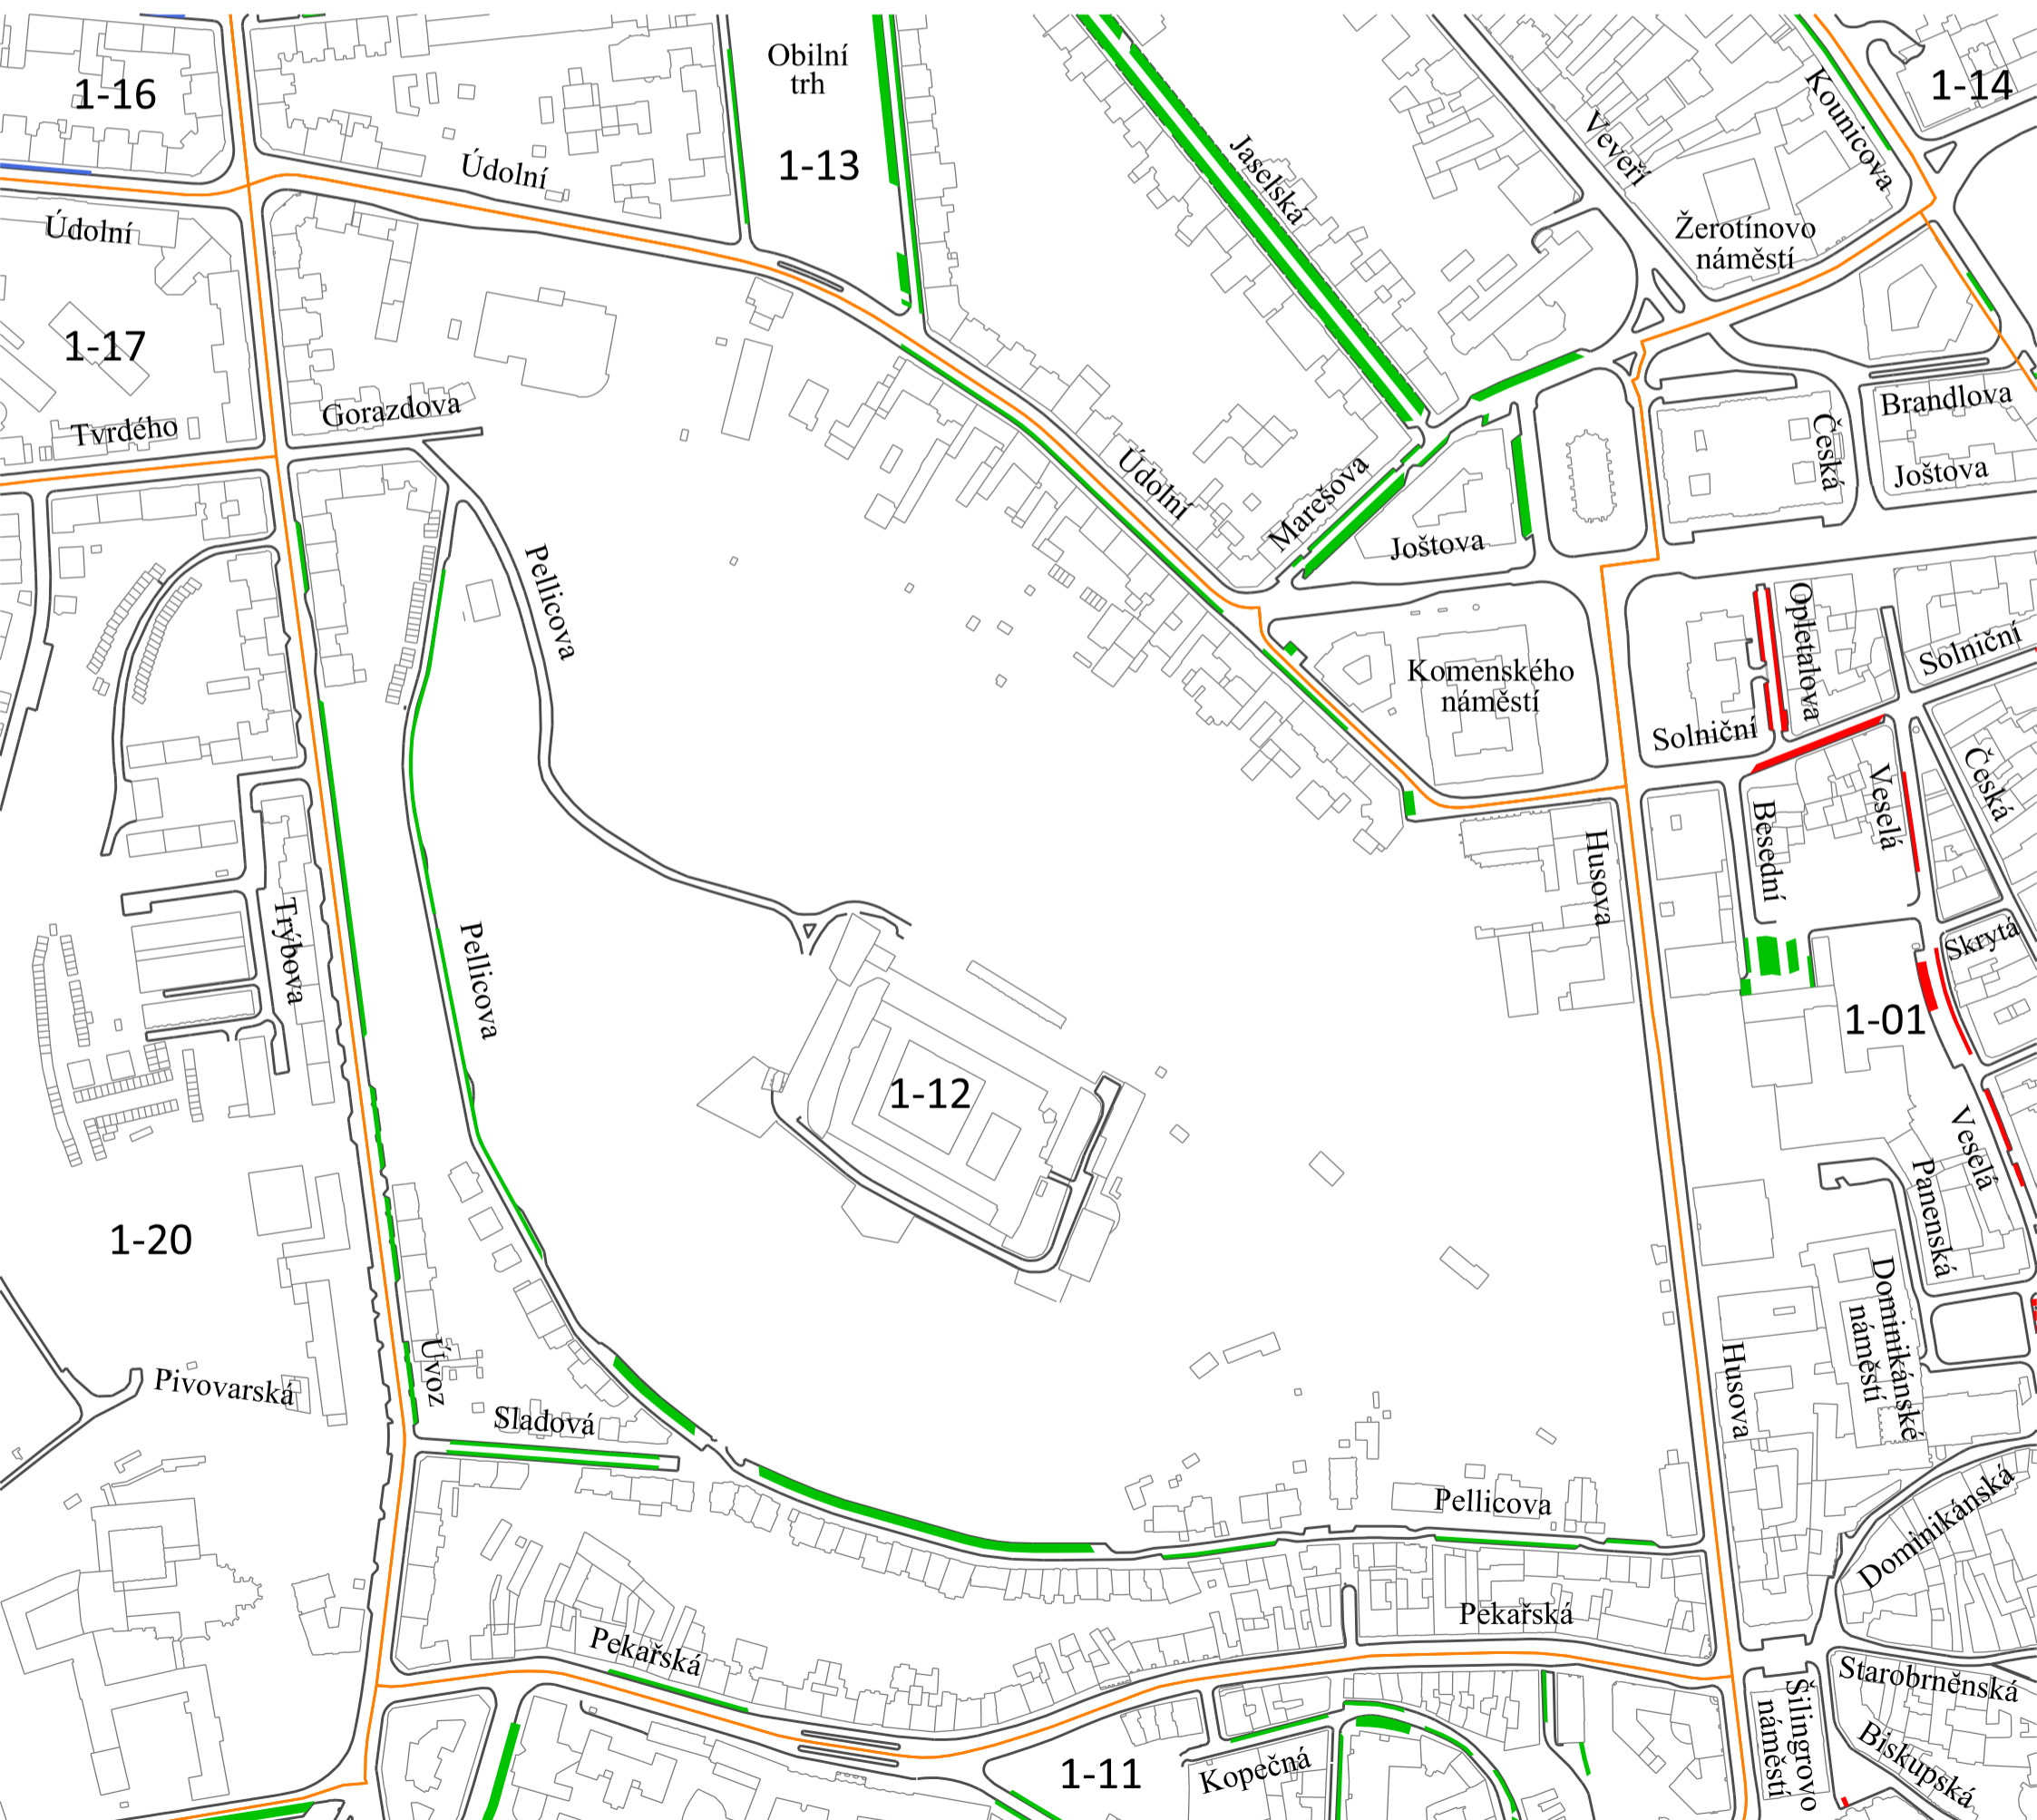 Obilní
trh
1-16
1-14
Kounicova
Veveří
Jaselská
1-13
Údolní
Údolní
Žerotínovo
náměstí
1-17
Gorazdova
Tvrdého
Brandlova
Česká
Joštova
Údolní
Marešova
Joštova
Pellicova
Opletalova
Solniční
Komenského
náměstí
Solniční
Česká
Veselá
Besední
Husova
Trýbova
Pellicova
Skrytá
1-01
1-12
Veselá
Panenská
1-20
Dominikánské
náměstí
Úvoz
Husova
Pivovarská
Sladová
Pellicova
Dominikánská
Pekařská
Pekařská
Starobrněnská
Šilingrovo
náměstí
Biskupská
1-11
Kopečná